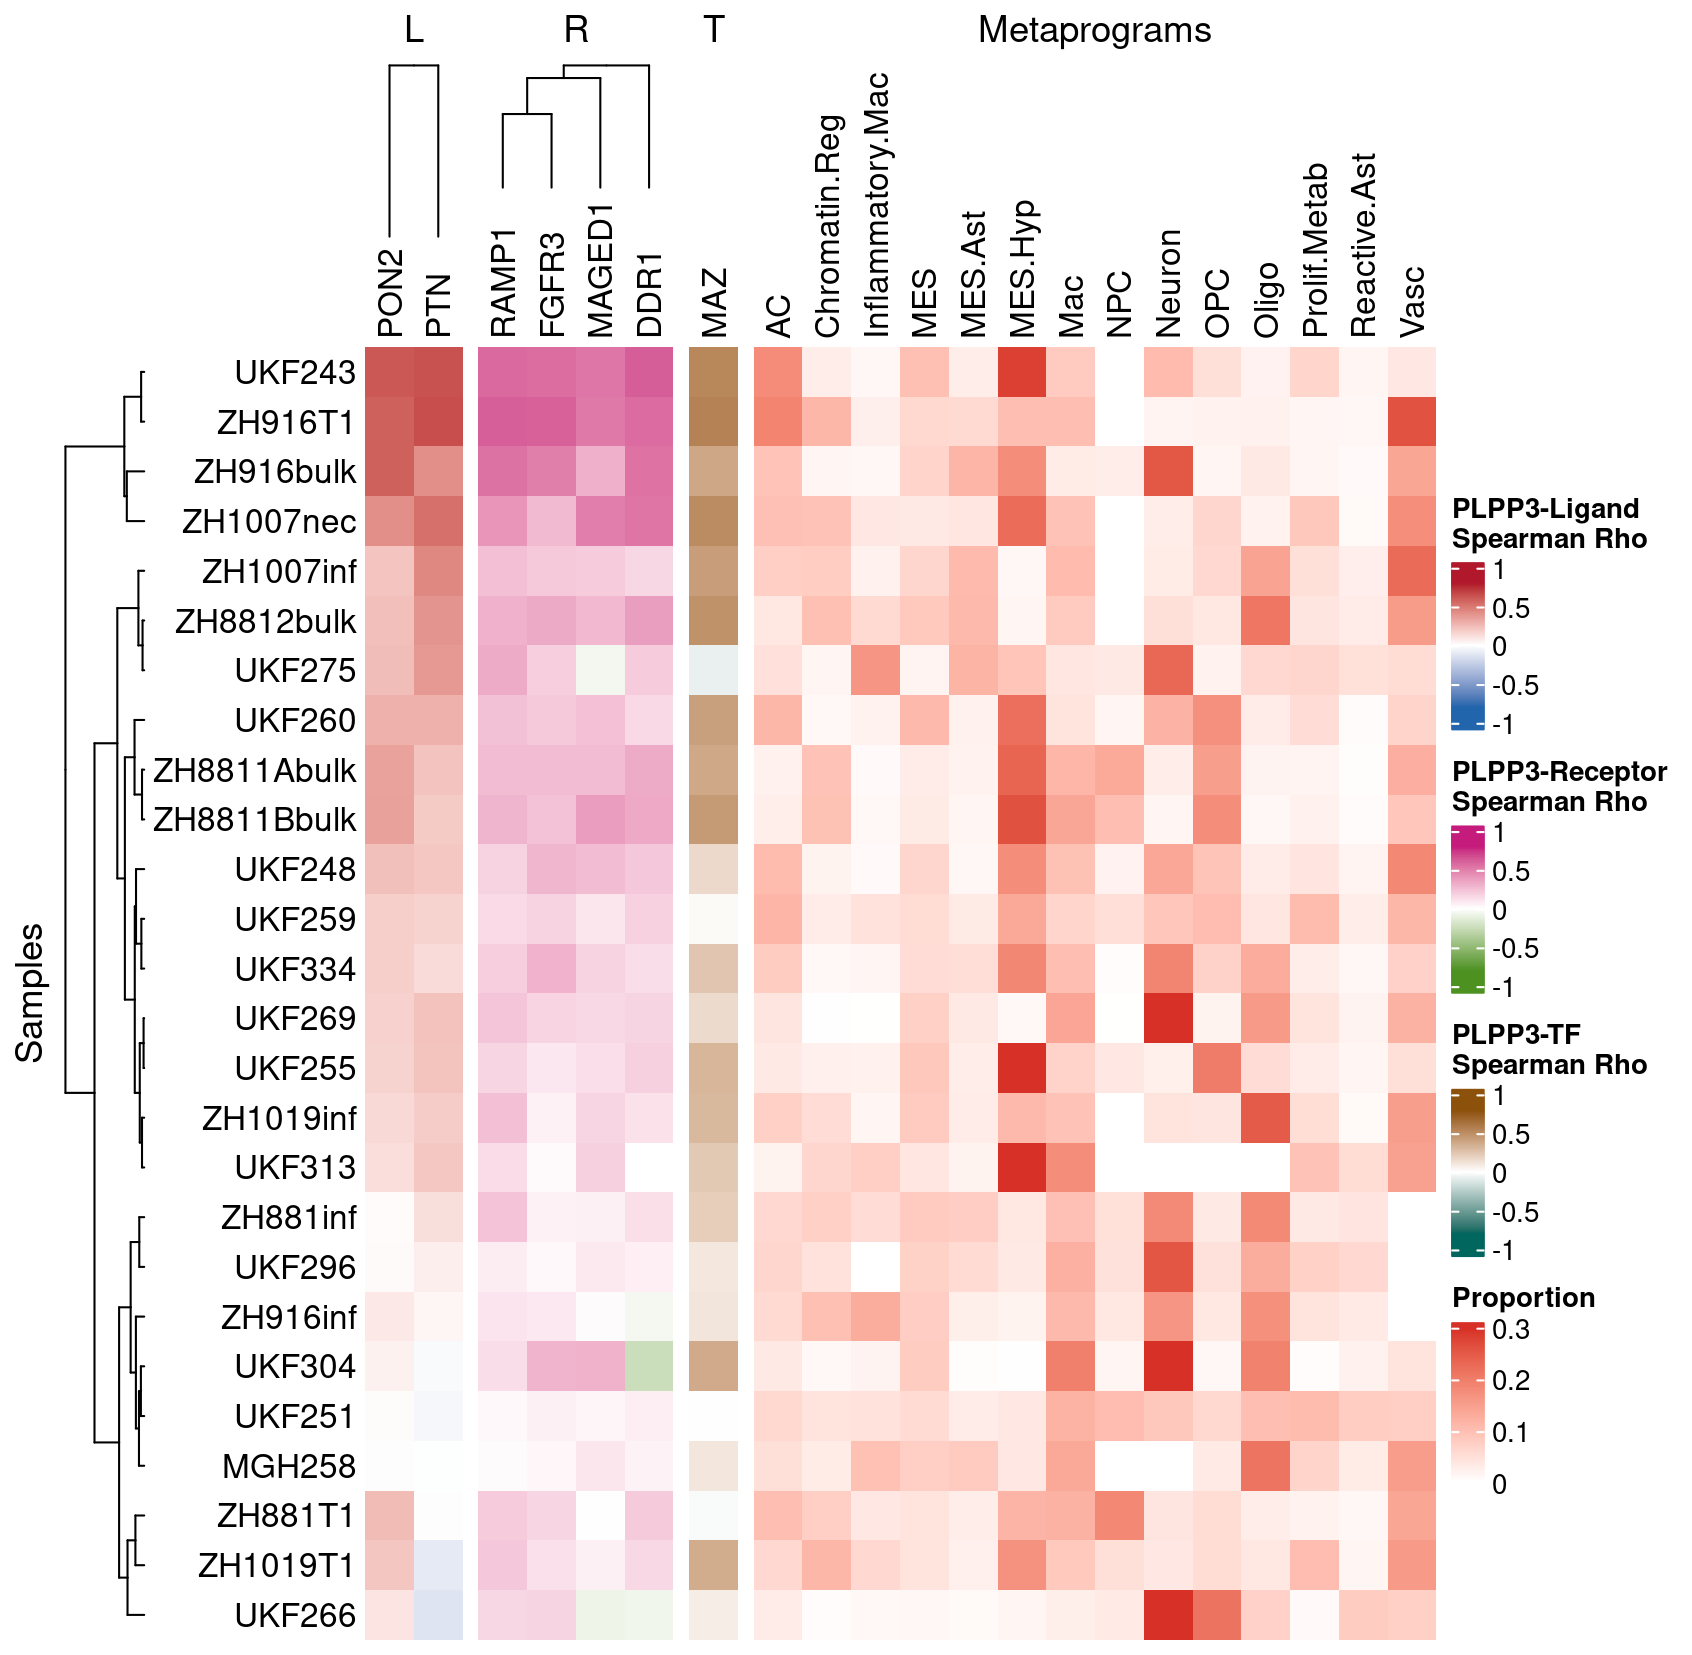 L
R
T
Metaprograms
PON2
PTN
RAMP1
FGFR3
MAGED1
DDR1
MAZ
AC
Chromatin.Reg
Inflammatory.Mac
MES
MES.Ast
MES.Hyp
Mac
NPC
Neuron
OPC
Oligo
Prolif.Metab
Reactive.Ast
Vasc
Samples
UKF243
ZH916T1
ZH916bulk
ZH1007nec
ZH1007inf
ZH8812bulk
UKF275
UKF260
ZH8811Abulk
ZH8811Bbulk
UKF248
UKF259
UKF334
UKF269
UKF255
ZH1019inf
UKF313
ZH881inf
UKF296
ZH916inf
UKF304
UKF251
MGH258
ZH881T1
ZH1019T1
UKF266
PLPP3-Ligand
Spearman Rho
1
0.5
0
-0.5
-1
PLPP3-Receptor
Spearman Rho
1
0.5
0
-0.5
-1
PLPP3-TF
Spearman Rho
1
0.5
0
-0.5
-1
Proportion
0.3
0.2
0.1
0